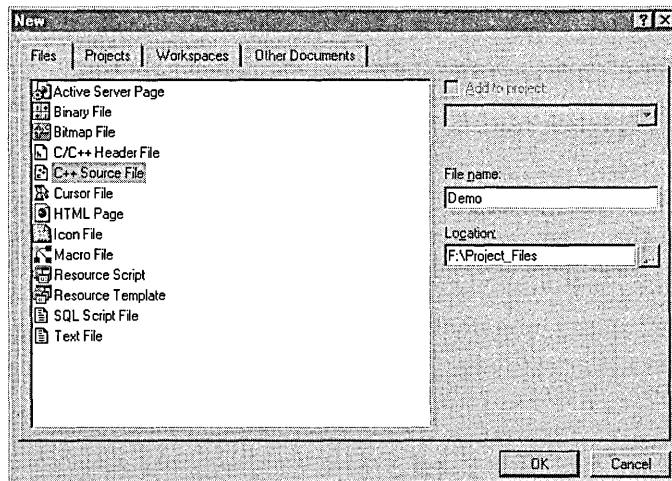 New
Files Projects Workspaces Other Documents
Active Server Page
Binary File
Bitmap File
C/C++ Header File
C++ Source File
Cursor File
HTML Page
Icon File
Macro File
Resource Script
Resource Template
SQL Script File
Text File
Add to project:
File name:
Demo
Location:
F:\Project_Files
...
OK Cancel